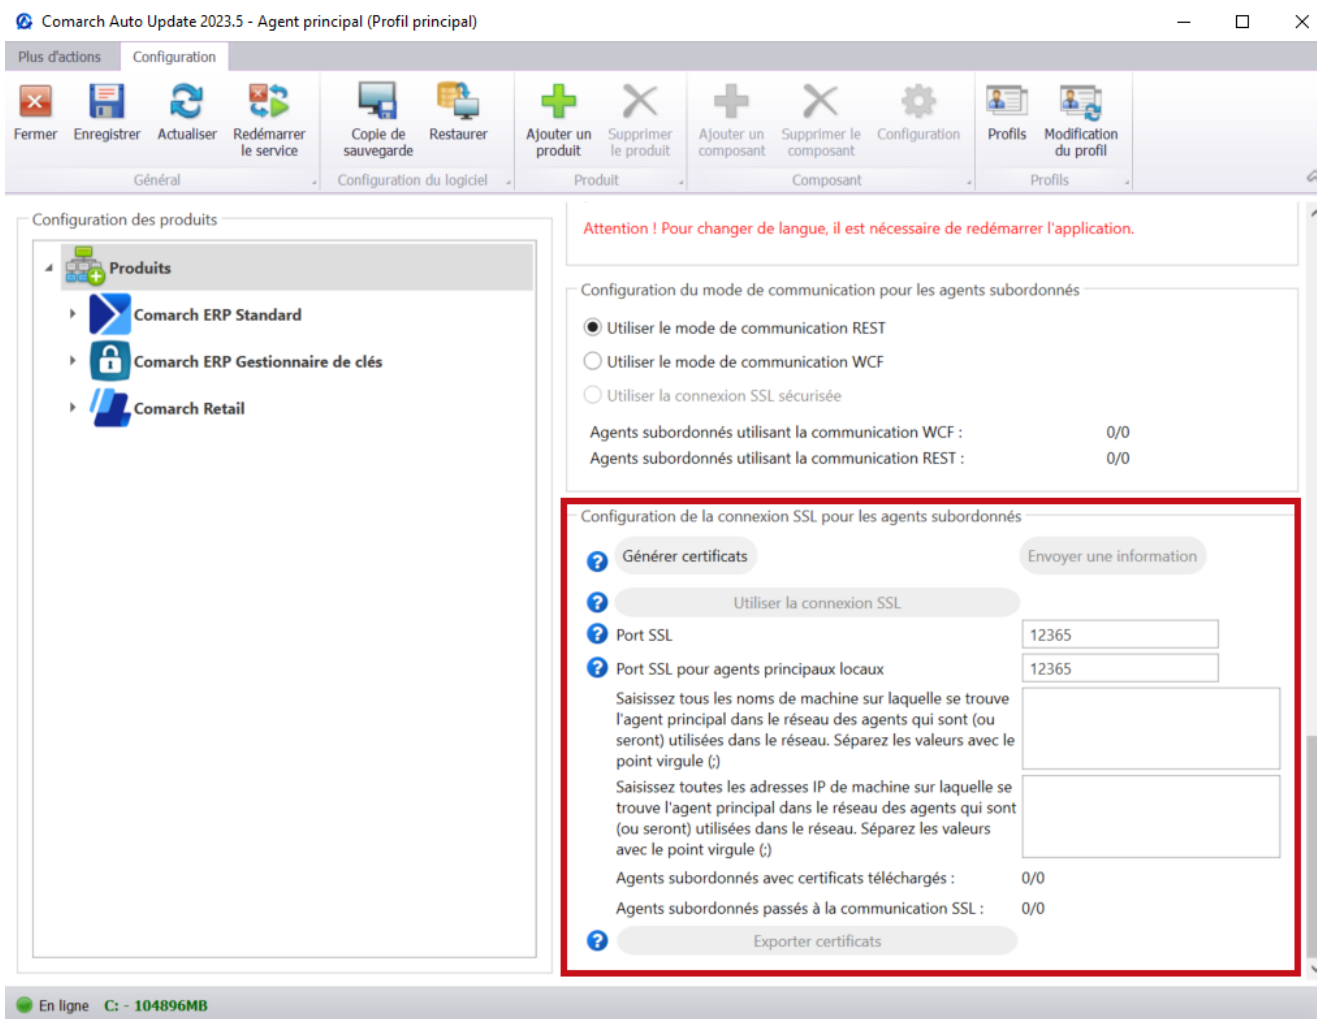 Comarch Auto Update 2023.5 - Agent principal (Profil principal)
Plus d'actions
Configuration
Fermer
Enregistrer
Actualiser
Redémarrer
le service
Copie de
sauvegarde
Restaurer
Ajouter un
produit
Supprimer
le produit
Ajouter un
composant
Supprimer le
composant
Configuration
Profils
Modification
du profil
Général
Configuration du logiciel
Produit
Composant
Profils
Configuration des produits
Produits
Comarch ERP Standard
Comarch ERP Gestionnaire de clés
Comarch Retail
Attention ! Pour changer de langue, il est nécessaire de redémarrer l'application.
Configuration du mode de communication pour les agents subordonnés
Utiliser le mode de communication REST
Utiliser le mode de communication WCF
Utiliser la connexion SSL sécurisée
Agents subordonnés utilisant la communication WCF : 0/0
Agents subordonnés utilisant la communication REST : 0/0
Configuration de la connexion SSL pour les agents subordonnés
? Générer certificats
Envoyer une information
? Utiliser la connexion SSL
? Port SSL 12365
? Port SSL pour agents principaux locaux 12365
Saisissez tous les noms de machine sur laquelle se trouve
l'agent principal dans le réseau des agents qui sont (ou
seront) utilisées dans le réseau. Séparez les valeurs avec le
point virgule (;)
Saisissez toutes les adresses IP de machine sur laquelle se
trouve l'agent principal dans le réseau des agents qui sont
(ou seront) utilisées dans le réseau. Séparez les valeurs
avec le point virgule (;)
Agents subordonnés avec certificats téléchargés : 0/0
Agents subordonnés passés à la communication SSL : 0/0
? Exporter certificats
En ligne C: - 104896MB